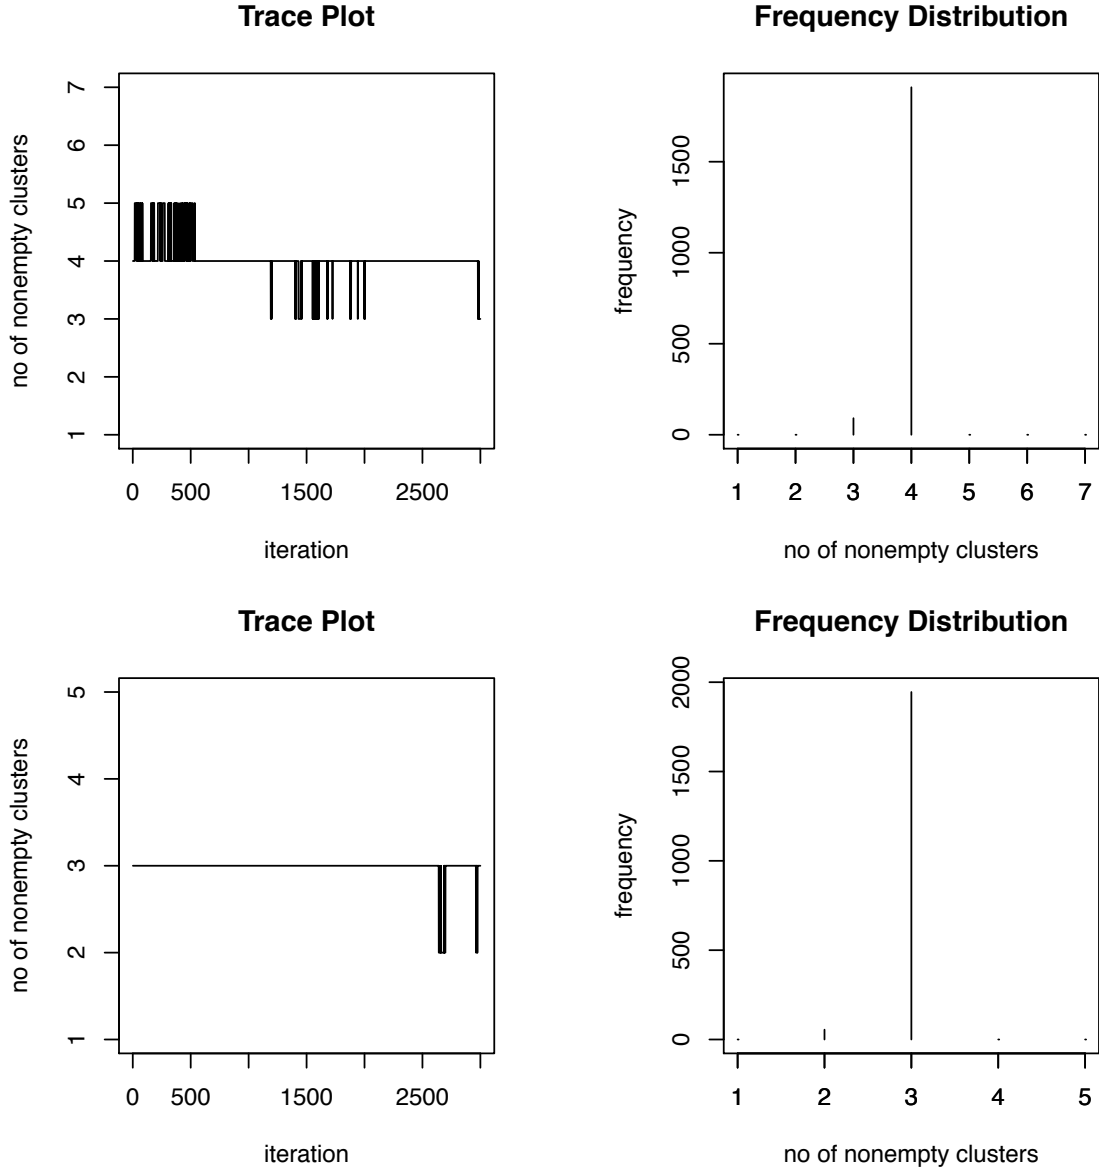 Trace Plot
no of nonempty clusters
7
6
5
4
3
2
1
0 500 1500 2500
iteration
Frequency Distribution
frequency
1500
1000
500
0
1 2 3 4 5 6 7
no of nonempty clusters
Trace Plot
no of nonempty clusters
5
4
3
2
1
0 500 1500 2500
iteration
Frequency Distribution
frequency
2000
1500
1000
500
0
1 2 3 4 5
no of nonempty clusters